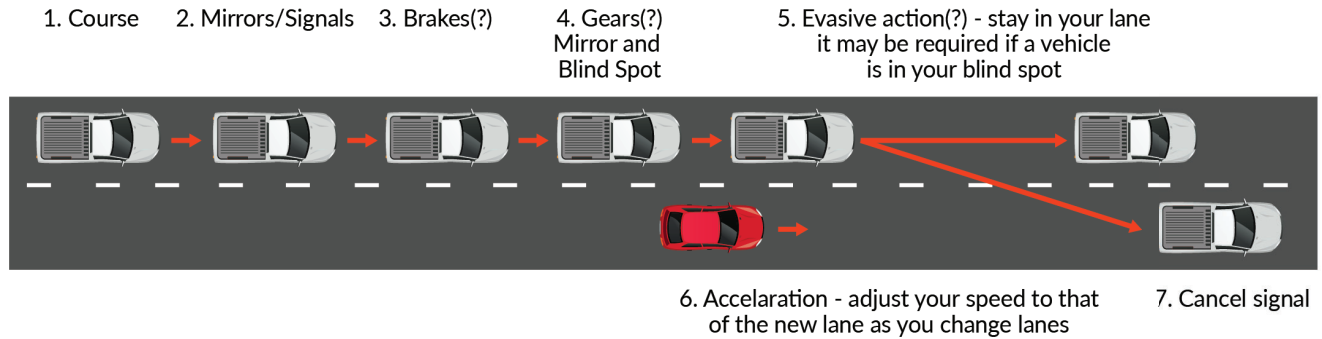 1. Course
2. Mirrors/Signals
3. Brakes(?)
4. Gears(?)
Mirror and
Blind Spot
5. Evasive action(?) - stay in your lane
it may be required if a vehicle
is in your blind spot
6. Accelaration - adjust your speed to that
of the new lane as you change lanes
7. Cancel signal